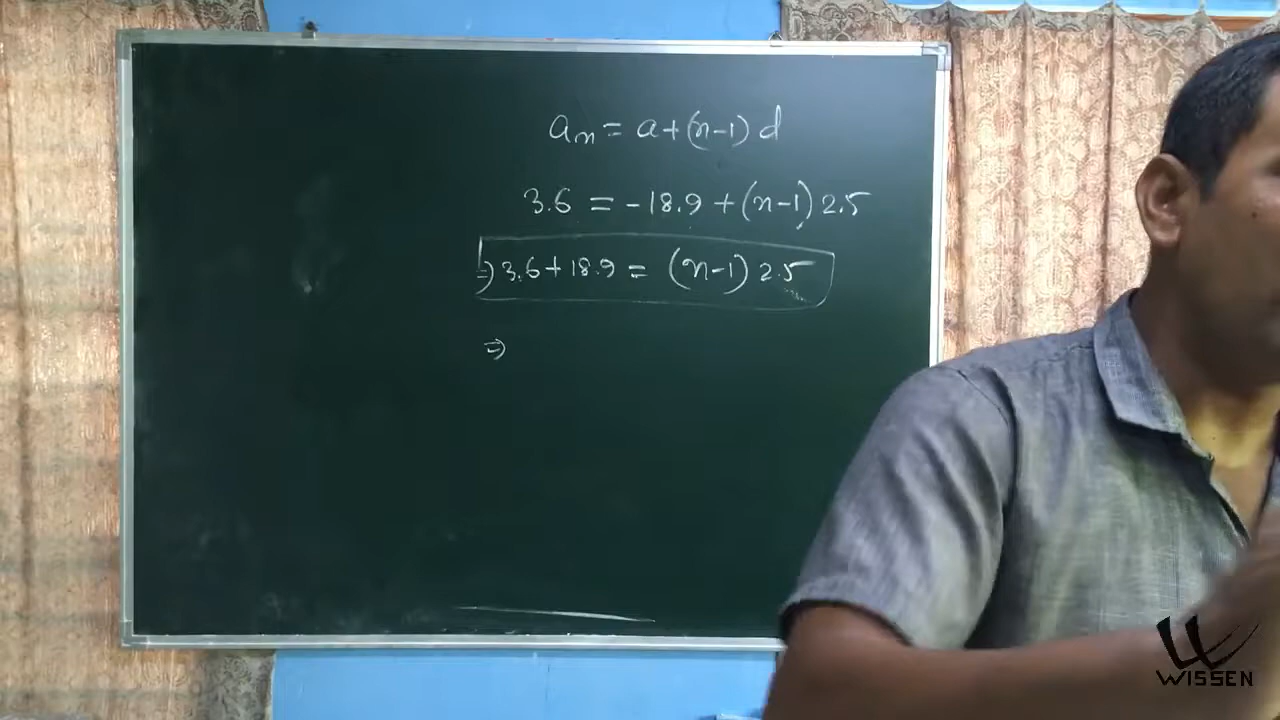 aₙ = a+(n-1) d
3.6 = -18.9 +(n-1) 2.5
⇒ 3.6+18.9 = (n-1) 2.5
⇒
WISSEN